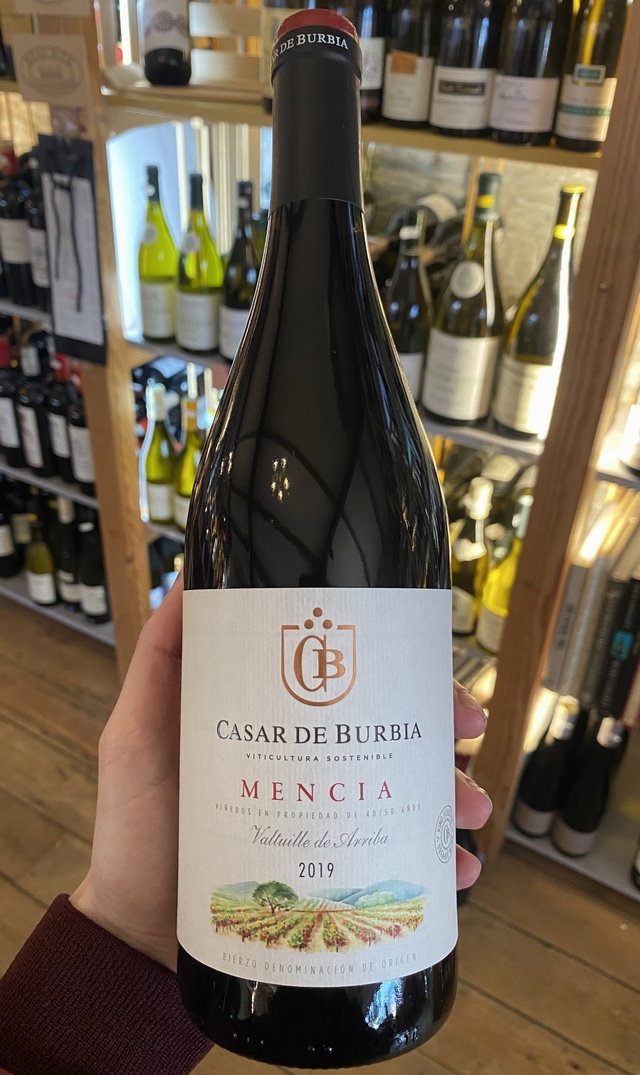 DE BURBIA
CB
CASAR DE BURBIA
VITICULTURA SOSTENIBLE
MENCIA
VIÑEDOS EN PROPIEDAD DE 40/50 AÑOS
Valtuille de Arriba
2019
BIERZO DENOMINACIÓN DE ORIGEN